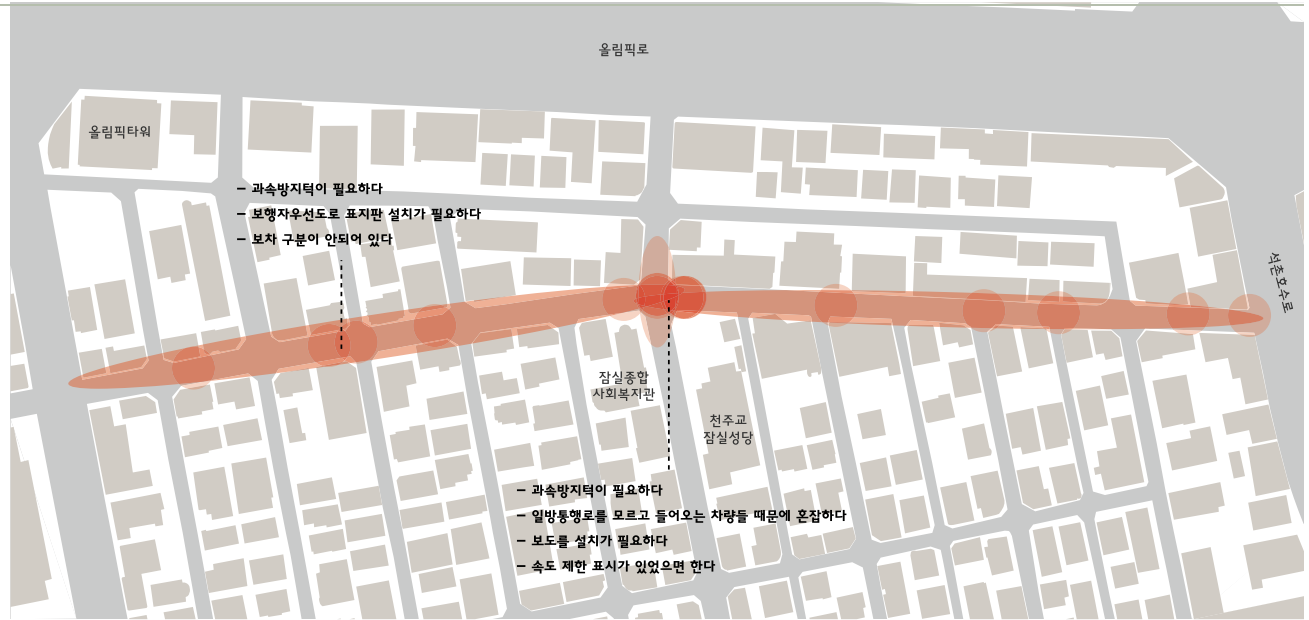 올림픽로
올림픽타워
– 과속방지턱이 필요하다
– 보행자우선도로 표지판 설치가 필요하다
– 보차 구분이 안되어 있다
석촌호수로
잠실종합
사회복지관
천주교
잠실성당
– 과속방지턱이 필요하다
– 일방통행로를 모르고 들어오는 차량들 때문에 혼잡하다
– 보도를 설치가 필요하다
– 속도 제한 표시가 있었으면 한다